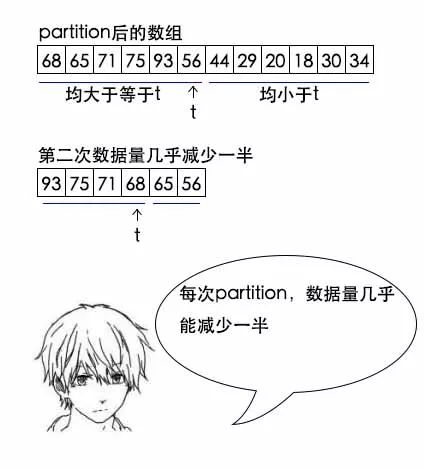 partition后的数组
68 65 71 75 93 56 44 29 20 18 30 34
均大于等于t 均小于t
t
第二次数据量几乎减少一半
93 75 71 68 65 56
t
每次partition，数据量几乎
能减少一半